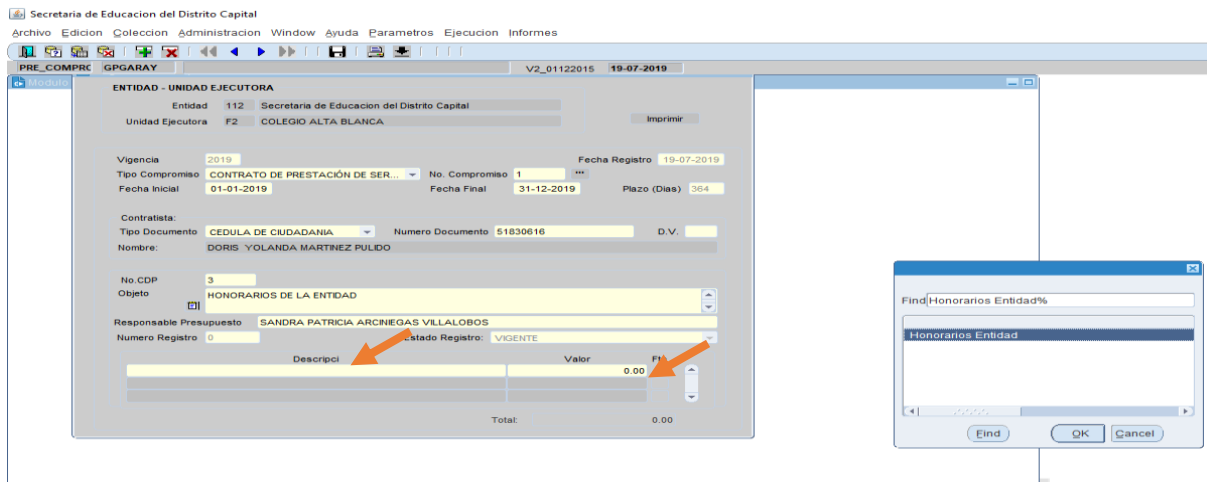 Secretaria de Educacion del Distrito Capital
Archivo Edicion Coleccion Administracion Window Ayuda Parametros Ejecucion Informes
PRE_COMPRC GPGARAY V2_01122015 19-07-2019
Modulo
ENTIDAD - UNIDAD EJECUTORA
Entidad 112 Secretaria de Educacion del Distrito Capital
Unidad Ejecutora F2 COLEGIO ALTA BLANCA Imprimir
Vigencia 2019 Fecha Registro 19-07-2019
Tipo Compromiso CONTRATO DE PRESTACIÓN DE SER... No. Compromiso 1 ...
Fecha Inicial 01-01-2019 Fecha Final 31-12-2019 Plazo (Dias) 364
Contratista:
Tipo Documento CEDULA DE CIUDADANIA Numero Documento 51830616 D.V.
Nombre: DORIS YOLANDA MARTINEZ PULIDO
No.CDP 3
Objeto HONORARIOS DE LA ENTIDAD
Responsable Presupuesto SANDRA PATRICIA ARCINIEGAS VILLALOBOS
Numero Registro 0 Estado Registro: VIGENTE
Descripci Valor
0.00
Total: 0.00
Find Honorarios Entidad%
Honorarios Entidad
Find OK Cancel